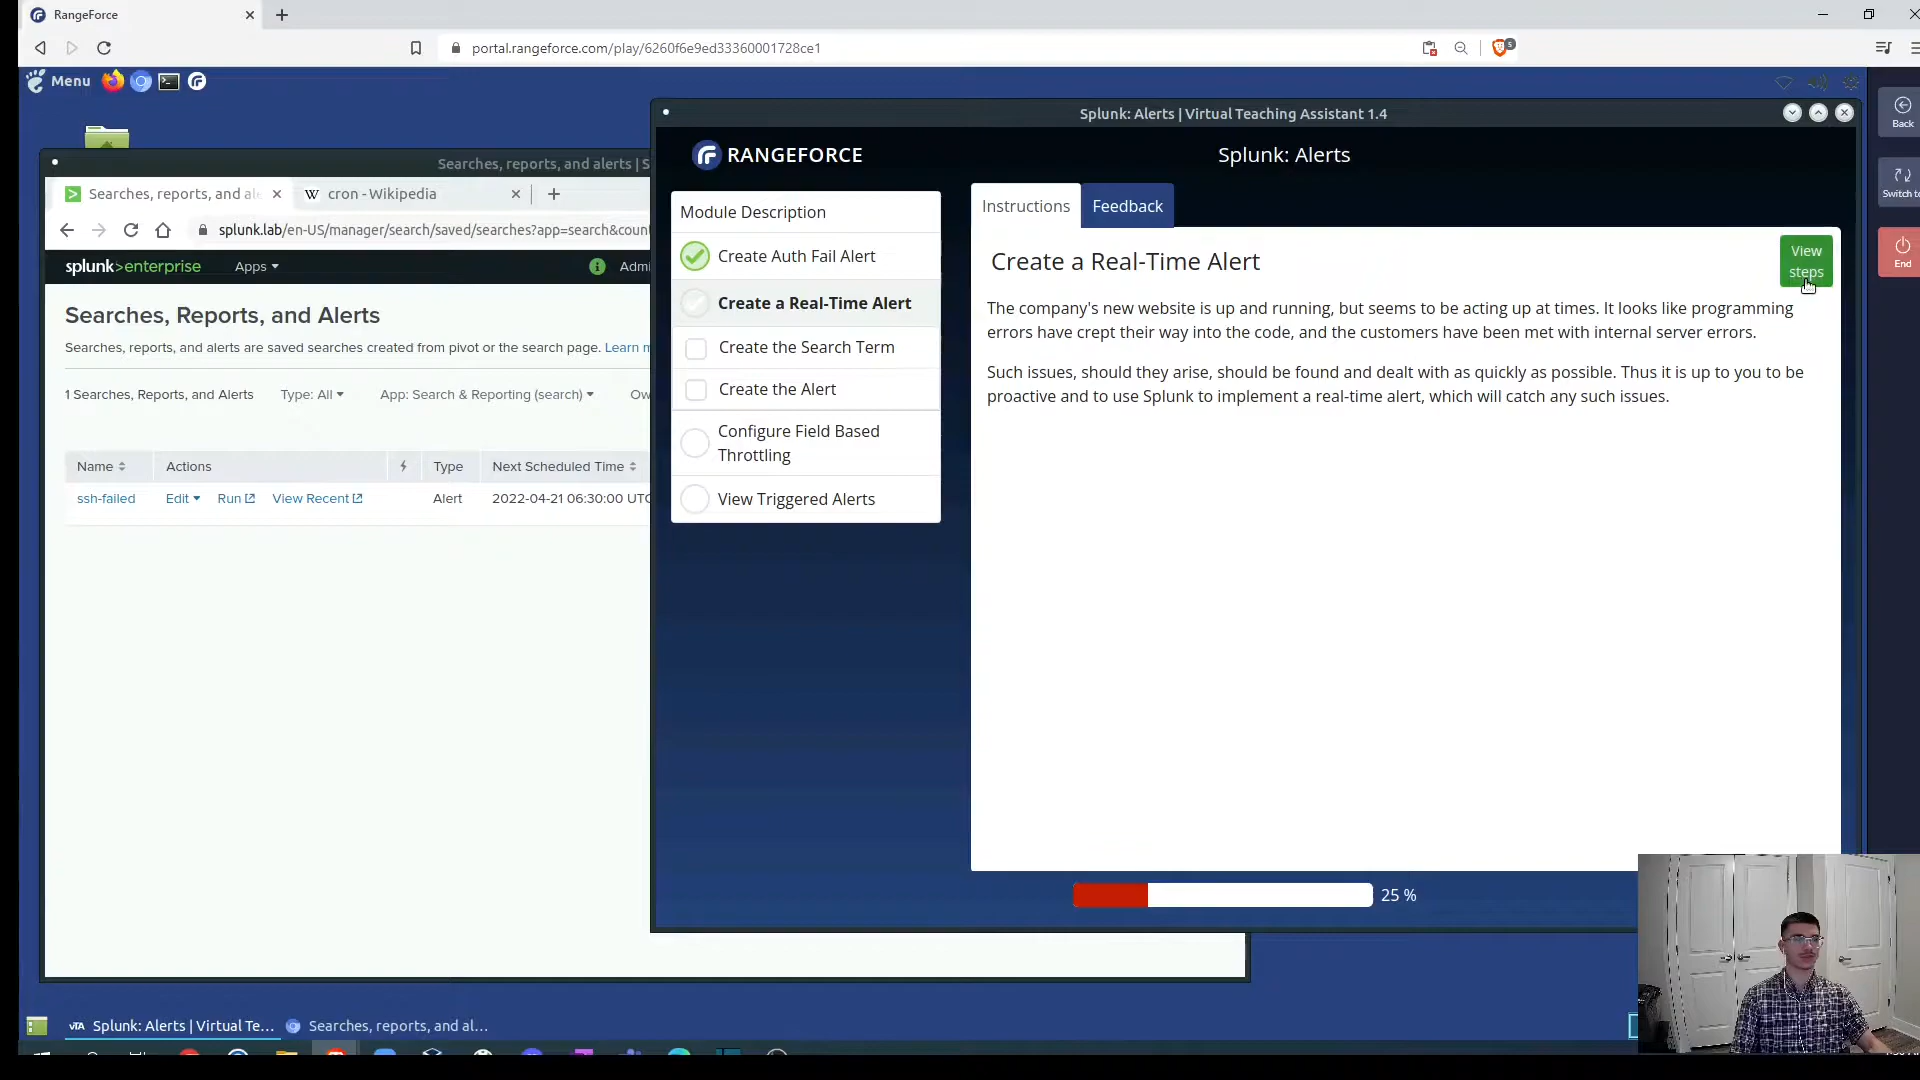 RangeForce
portal.rangeforce.com/play/6260f6e9ed33360001728ce1
5
Menu
Splunk: Alerts | Virtual Teaching Assistant 1.4
Back
Switch to
End
RANGEFORCE
Splunk: Alerts
Searches, reports, and alerts | S
Searches, reports, and ale
cron - Wikipedia
splunk.lab/en-US/manager/search/saved/searches?app=search&count
splunk>enterprise
Apps
Admi
Searches, Reports, and Alerts
Searches, reports, and alerts are saved searches created from pivot or the search page. Learn m
1 Searches, Reports, and Alerts
Type: All
App: Search & Reporting (search)
Ow
Name
Actions
Type
Next Scheduled Time
ssh-failed
Edit
Run
View Recent
Alert
2022-04-21 06:30:00 UTC
Module Description
Create Auth Fail Alert
Create a Real-Time Alert
Create the Search Term
Create the Alert
Configure Field Based
Throttling
View Triggered Alerts
Instructions
Feedback
Create a Real-Time Alert
View
steps
The company's new website is up and running, but seems to be acting up at times. It looks like programming
errors have crept their way into the code, and the customers have been met with internal server errors.
Such issues, should they arise, should be found and dealt with as quickly as possible. Thus it is up to you to be
proactive and to use Splunk to implement a real-time alert, which will catch any such issues.
25 %
vTA
Splunk: Alerts | Virtual Te...
Searches, reports, and al...